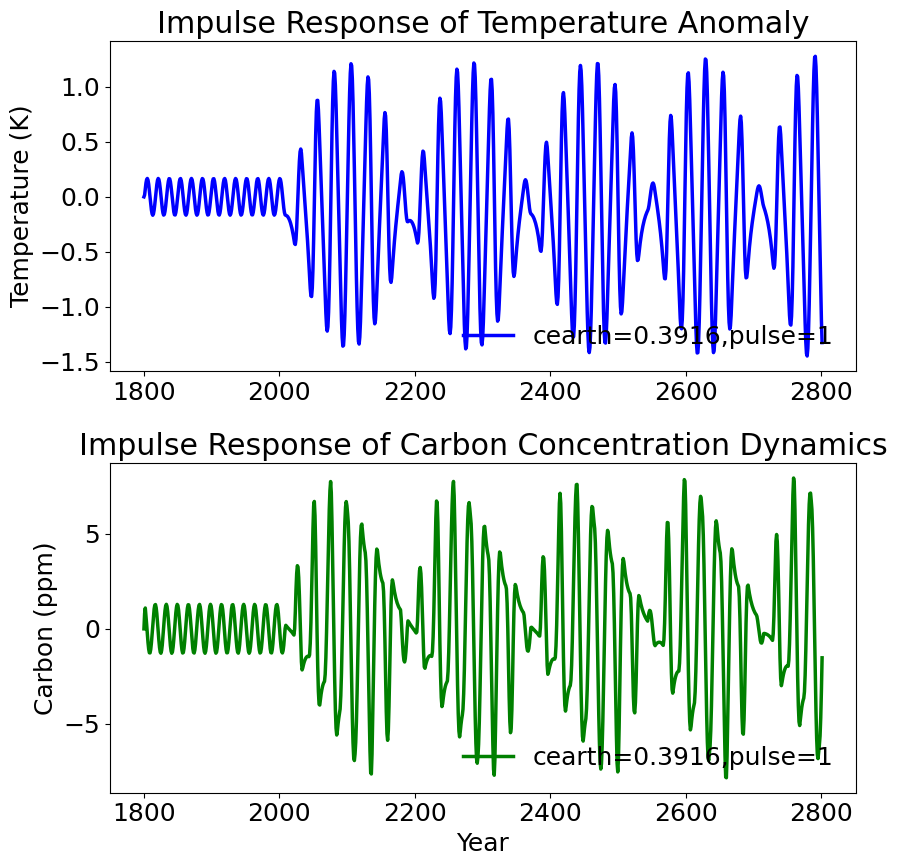 Impulse Response of Temperature Anomaly
Temperature (K)
1.0
0.5
0.0
−0.5
−1.0
−1.5
cearth=0.3916,pulse=1
1800 2000 2200 2400 2600 2800
Impulse Response of Carbon Concentration Dynamics
Carbon (ppm)
5
0
−5
cearth=0.3916,pulse=1
1800 2000 2200 2400 2600 2800
Year